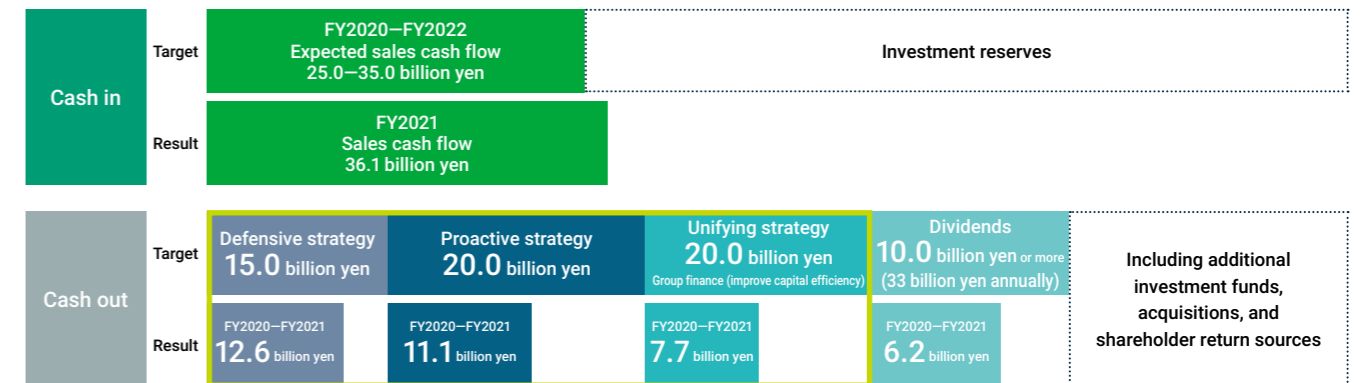 Cash in
Target
FY2020—FY2022
Expected sales cash flow
25.0—35.0 billion yen
Investment reserves
Result
FY2021
Sales cash flow
36.1 billion yen
Cash out
Target
Defensive strategy
15.0 billion yen
Proactive strategy
20.0 billion yen
Unifying strategy
20.0 billion yen
Group finance (improve capital efficiency)
Dividends
10.0 billion yen or more
(33 billion yen annually)
Including additional
investment funds,
acquisitions, and
shareholder return sources
Result
FY2020—FY2021
12.6 billion yen
FY2020—FY2021
11.1 billion yen
FY2020—FY2021
7.7 billion yen
FY2020—FY2021
6.2 billion yen